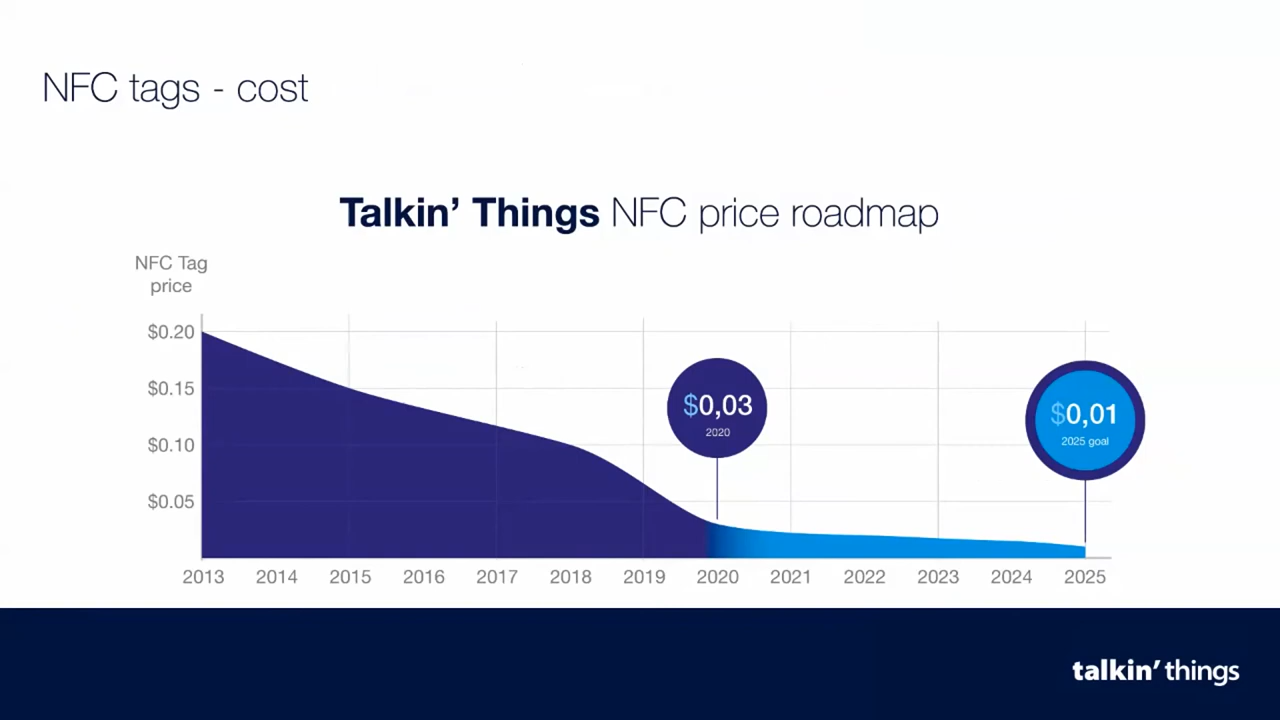 NFC tags - cost
Talkin’ Things NFC price roadmap
NFC Tag
price
$0.20
$0.15
$0.10
$0.05
$0,03
2020
$0,01
2025 goal
2013 2014 2015 2016 2017 2018 2019 2020 2021 2022 2023 2024 2025
talkin’ things